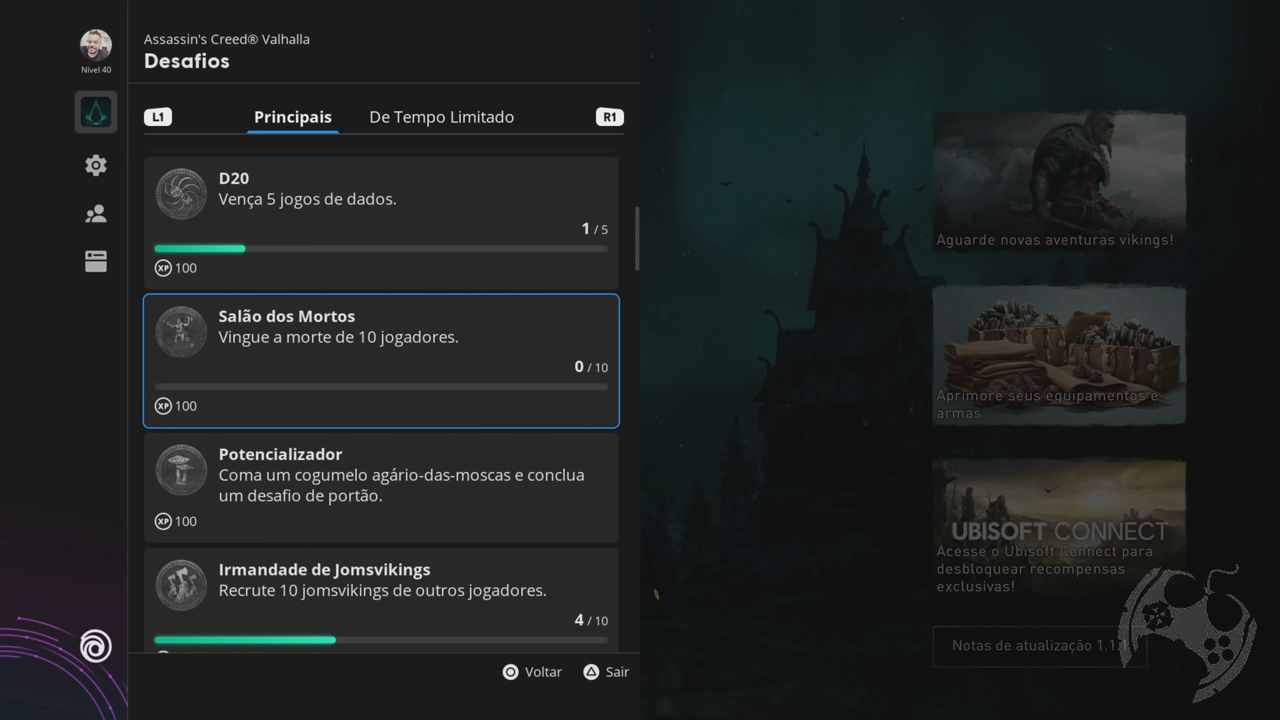 Nível 40
Assassin's Creed® Valhalla
Desafios
L1
Principais
De Tempo Limitado
R1
D20
Vença 5 jogos de dados.
1 / 5
XP 100
Salão dos Mortos
Vingue a morte de 10 jogadores.
0 / 10
XP 100
Potencializador
Coma um cogumelo agário-das-moscas e conclua
um desafio de portão.
XP 100
Irmandade de Jomsvikings
Recrute 10 jomsvikings de outros jogadores.
4 / 10
Voltar
Sair
Aguarde novas aventuras vikings!
Aprimore seus equipamentos e
armas
UBISOFT CONNECT
Acesse o Ubisoft Connect para
desbloquear recompensas
exclusivas!
Notas de atualização